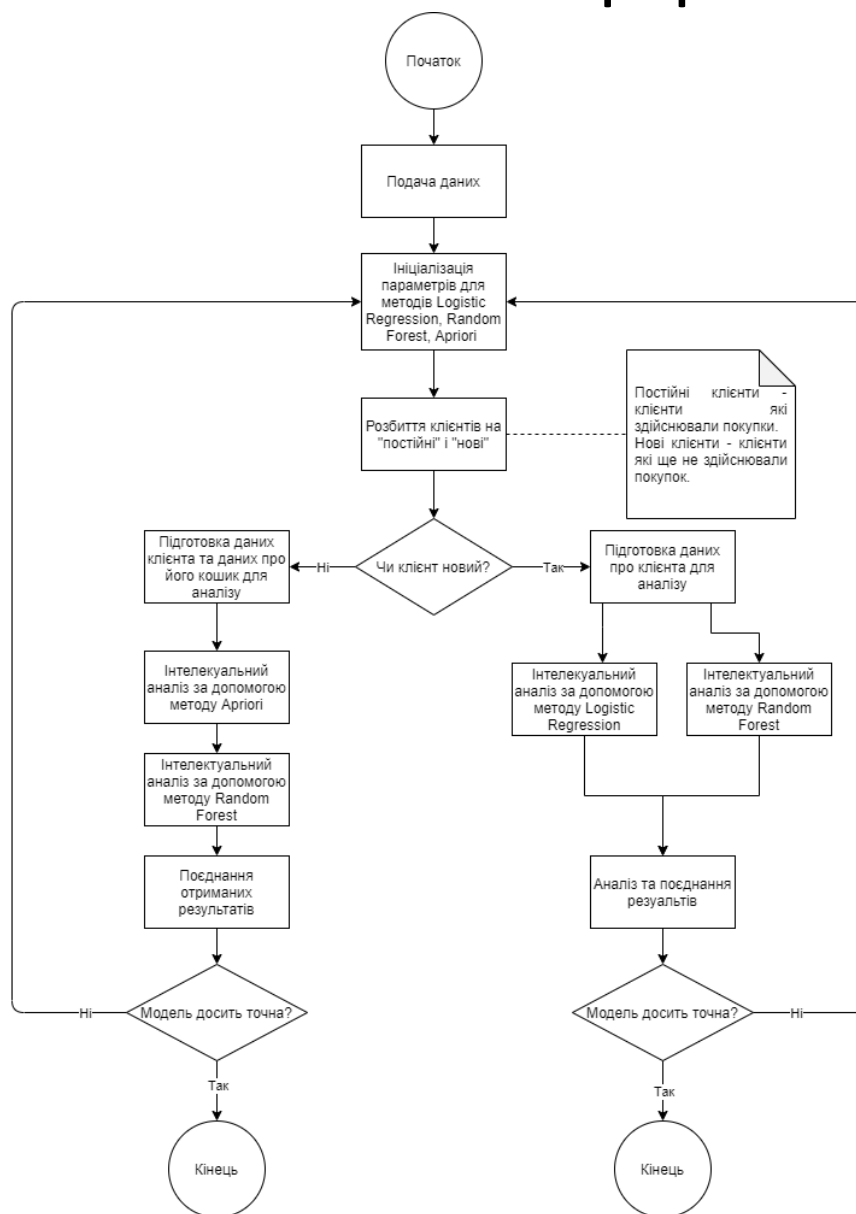 Початок
Подача даних
Ініціалізація
параметрів для
методів Logistic
Regression, Random
Forest, Apriori
Розбиття клієнтів на
"постійні" і "нові"
Постійні клієнти -
клієнти які
здійснювали покупки.
Нові клієнти - клієнти
які ще не здійснювали
покупок.
Чи клієнт новий?
Ні
Так
Підготовка даних
клієнта та даних про
його кошик для
аналізу
Підготовка даних
про клієнта для
аналізу
Інтелекуальний
аналіз за допомогою
методу Apriori
Інтелекуальний
аналіз за допомогою
методу Logistic
Regression
Інтелектуальний
аналіз за допомогою
методу Random
Forest
Інтелектуальний
аналіз за допомогою
методу Random
Forest
Поєднання
отриманих
результатів
Аналіз та поєднання
резуальтів
Модель досить точна?
Ні
Так
Модель досить точна?
Ні
Так
Кінець
Кінець